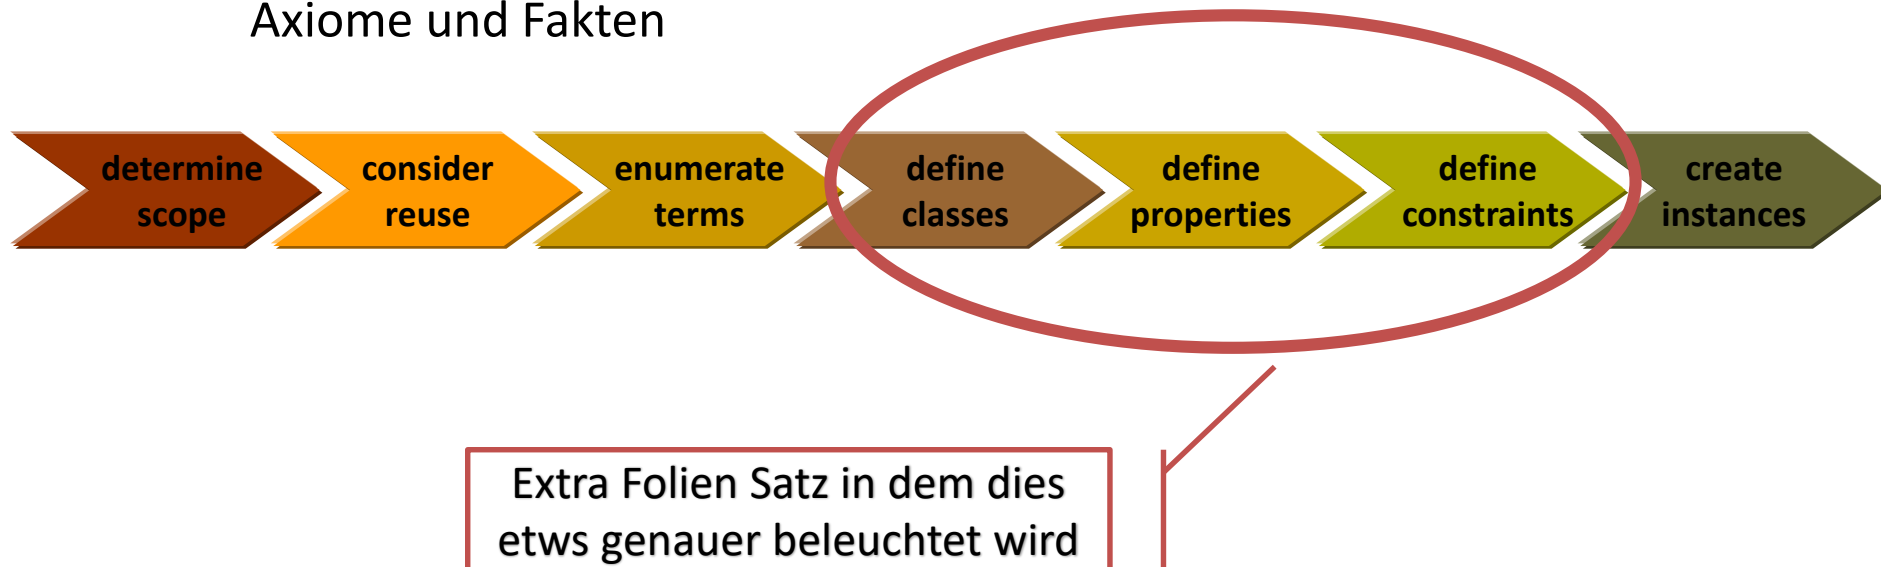 Axiome und Fakten
determine
scope
consider
reuse
enumerate
terms
define
classes
define
properties
define
constraints
create
instances
Extra Folien Satz in dem dies
etws genauer beleuchtet wird